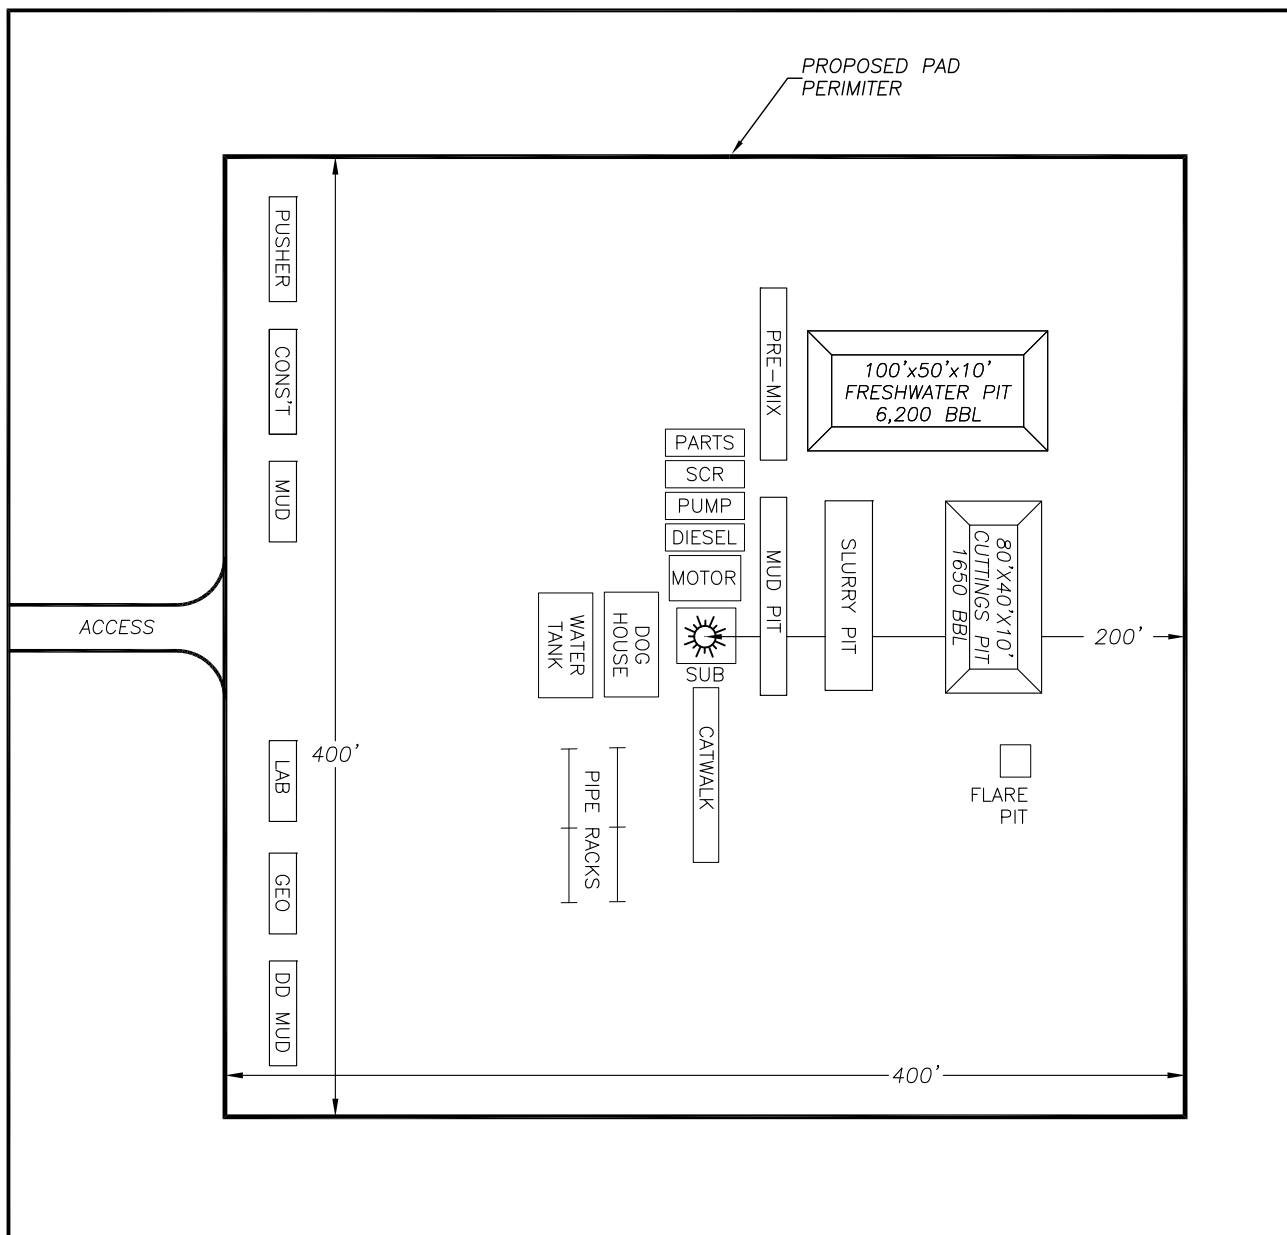 PROPOSED PAD
PERIMITER
PUSHER
CONS'T
MUD
ACCESS
LAB
GEO
DD MUD
400'
PRE-MIX
100'x50'x10'
FRESHWATER PIT
6,200 BBL
PARTS
SCR
PUMP
DIESEL
MOTOR
WATER
TANK
DOG
HOUSE
SUB
MUD PIT
SLURRY PIT
80'X40'X10'
CUTTINGS PIT
1650 BBL
200'
PIPE RACKS
CATWALK
FLARE
PIT
400'